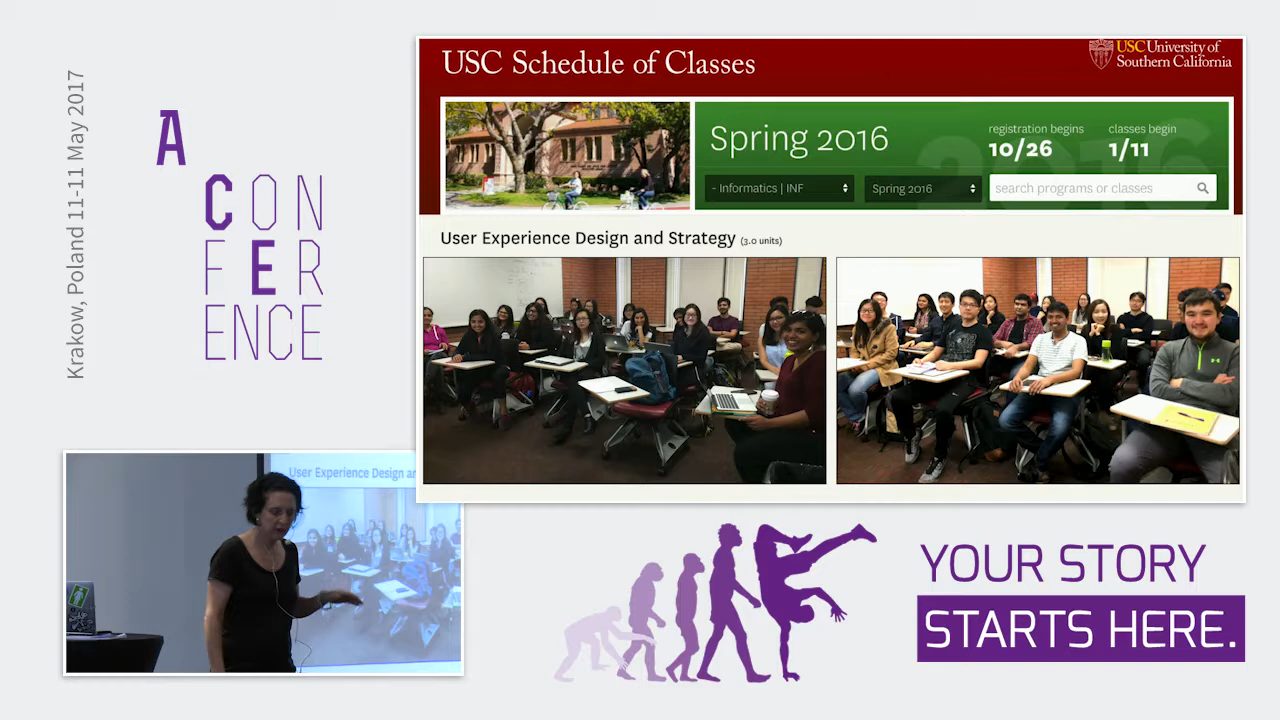 Krakow, Poland 11-11 May 2017
A
CON
FER
ENCE
USC Schedule of Classes
USC University of
Southern California
Spring 2016
registration begins
10/26
classes begin
1/11
- Informatics | INF
Spring 2016
search programs or classes
User Experience Design and Strategy (3.0 units)
User Experience Design an
YOUR STORY
STARTS HERE.